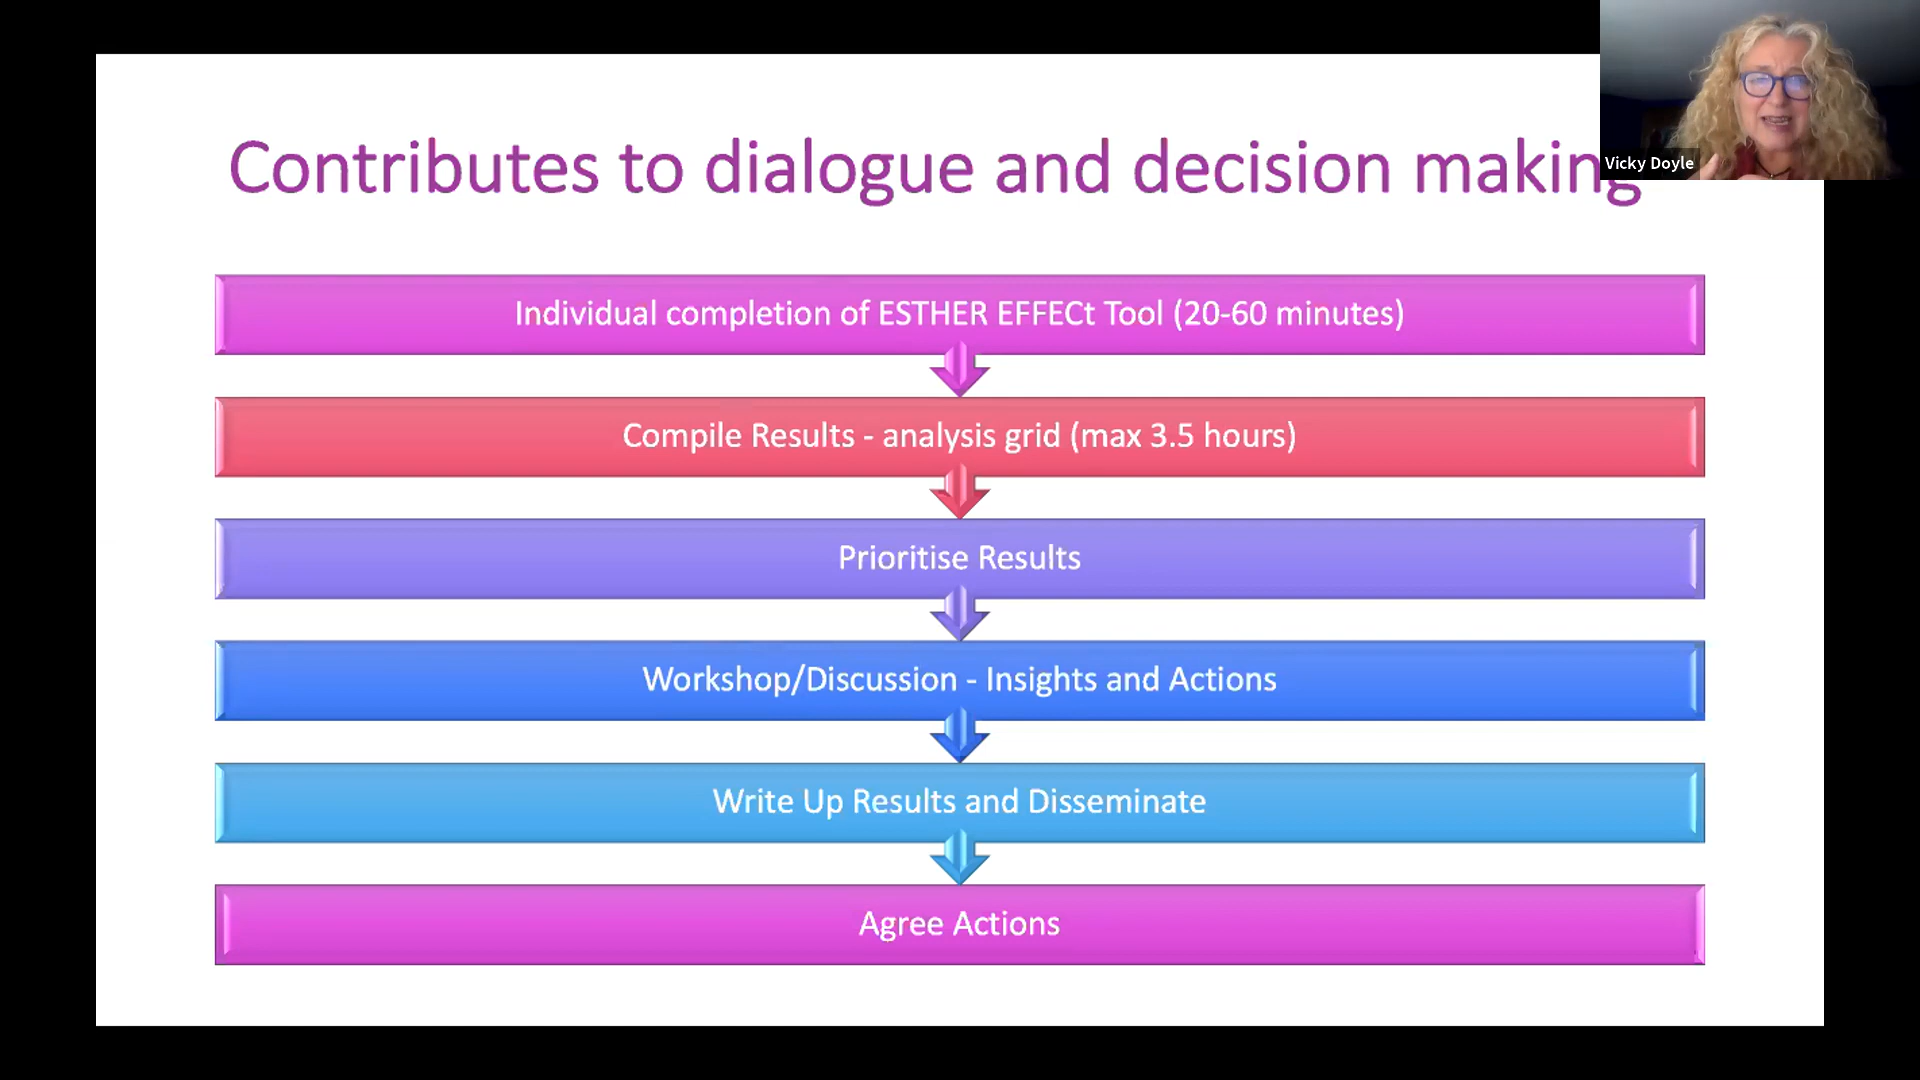 Contributes to dialogue and decision making
Vicky Doyle
Individual completion of ESTHER EFFECt Tool (20-60 minutes)
Compile Results - analysis grid (max 3.5 hours)
Prioritise Results
Workshop/Discussion - Insights and Actions
Write Up Results and Disseminate
Agree Actions